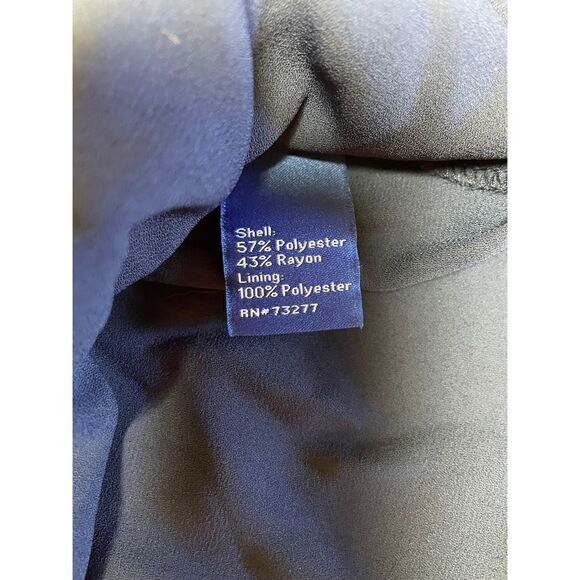 Shell:
57% Polyester
43% Rayon
Lining:
100% Polyester
RN#73277